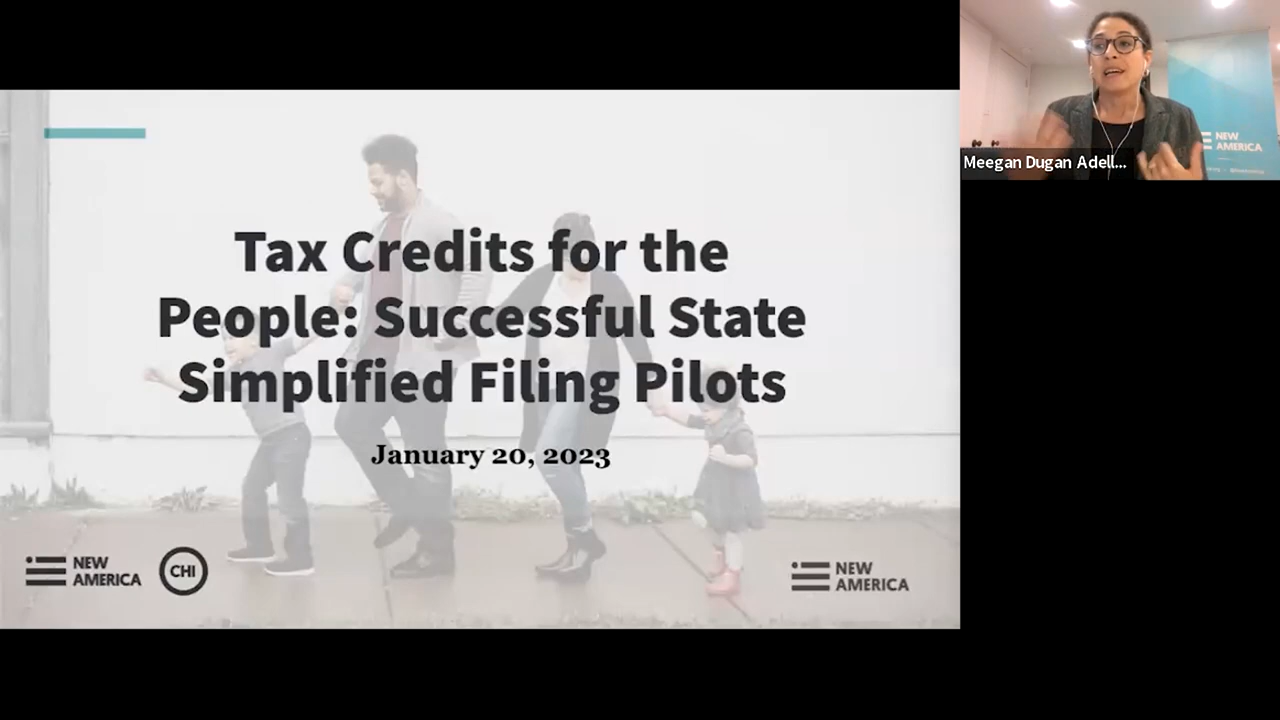 Tax Credits for the
People: Successful State
Simplified Filing Pilots
January 20, 2023
NEW
AMERICA
CHI
NEW
AMERICA
NEW
AMERICA
Meegan Dugan Adell...